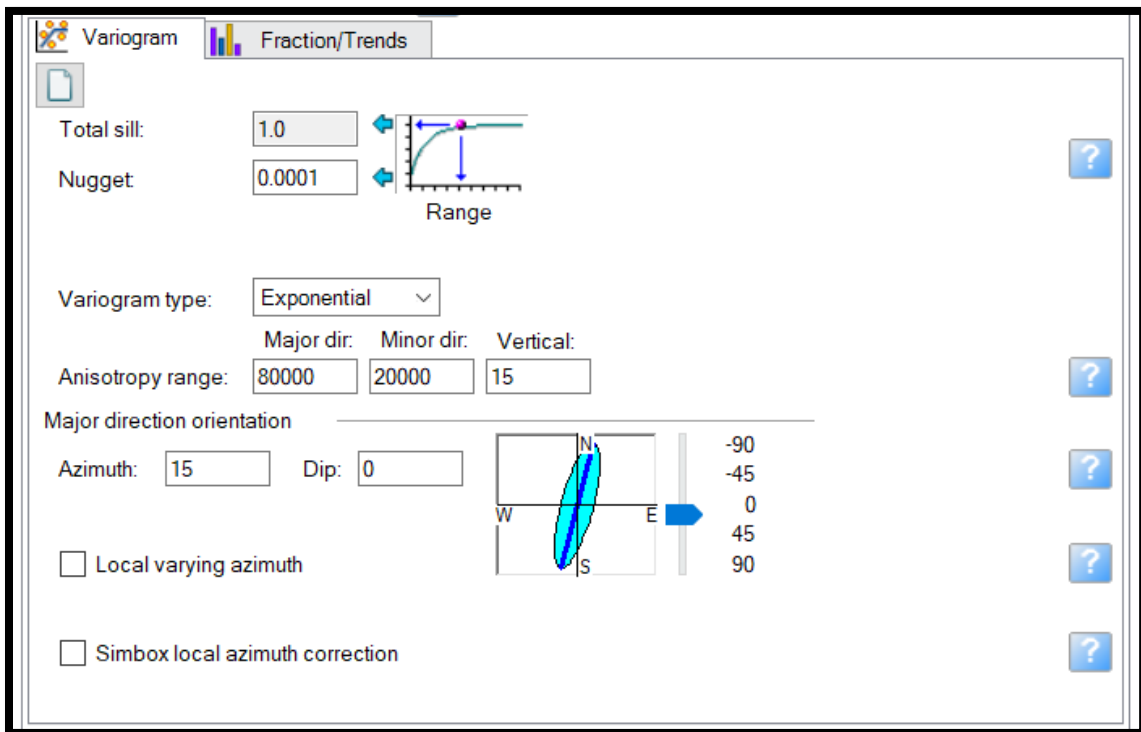 Variogram Fraction/Trends
Total sill: 1.0
Nugget: 0.0001
Range
?
Variogram type: Exponential
Major dir: Minor dir: Vertical:
Anisotropy range: 80000 20000 15
?
Major direction orientation
Azimuth: 15 Dip: 0
N
W E
S
-90
-45
0
45
90
?
Local varying azimuth
?
Simbox local azimuth correction
?